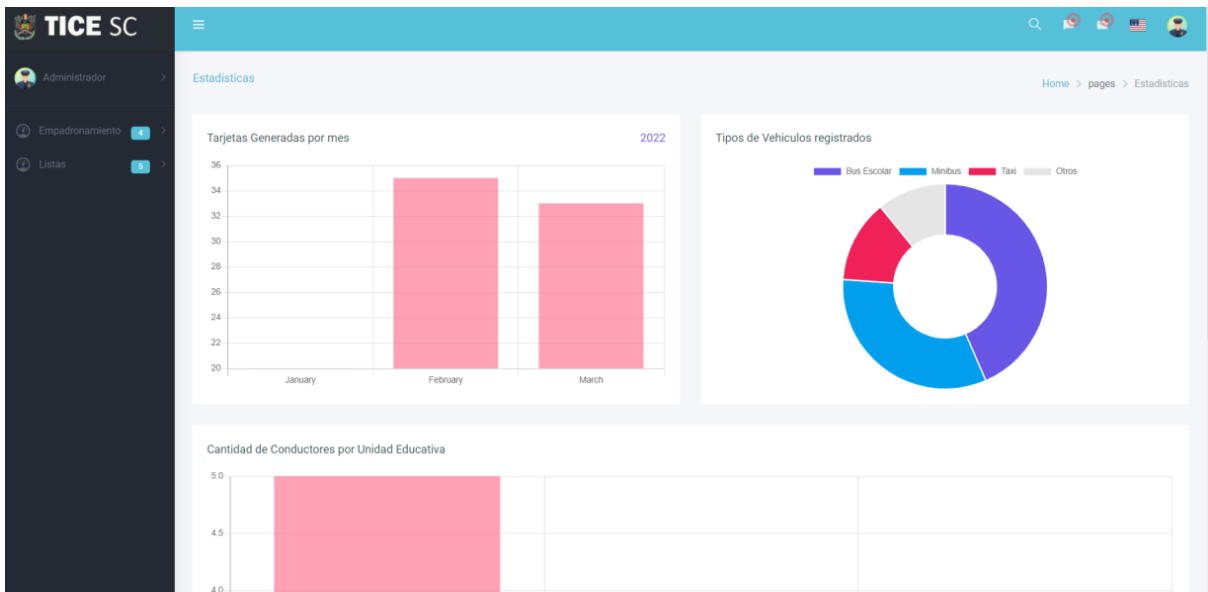 TICE SC
Administrador
Empadronamiento 4
Listas 5
Estadisticas
Home > pages > Estadisticas
Tarjetas Generadas por mes 2022
36
34
32
30
28
26
24
22
20
January February March
Tipos de Vehiculos registrados
Bus Escolar Minibus Taxi Otros
Cantidad de Conductores por Unidad Educativa
5.0
4.5
4.0